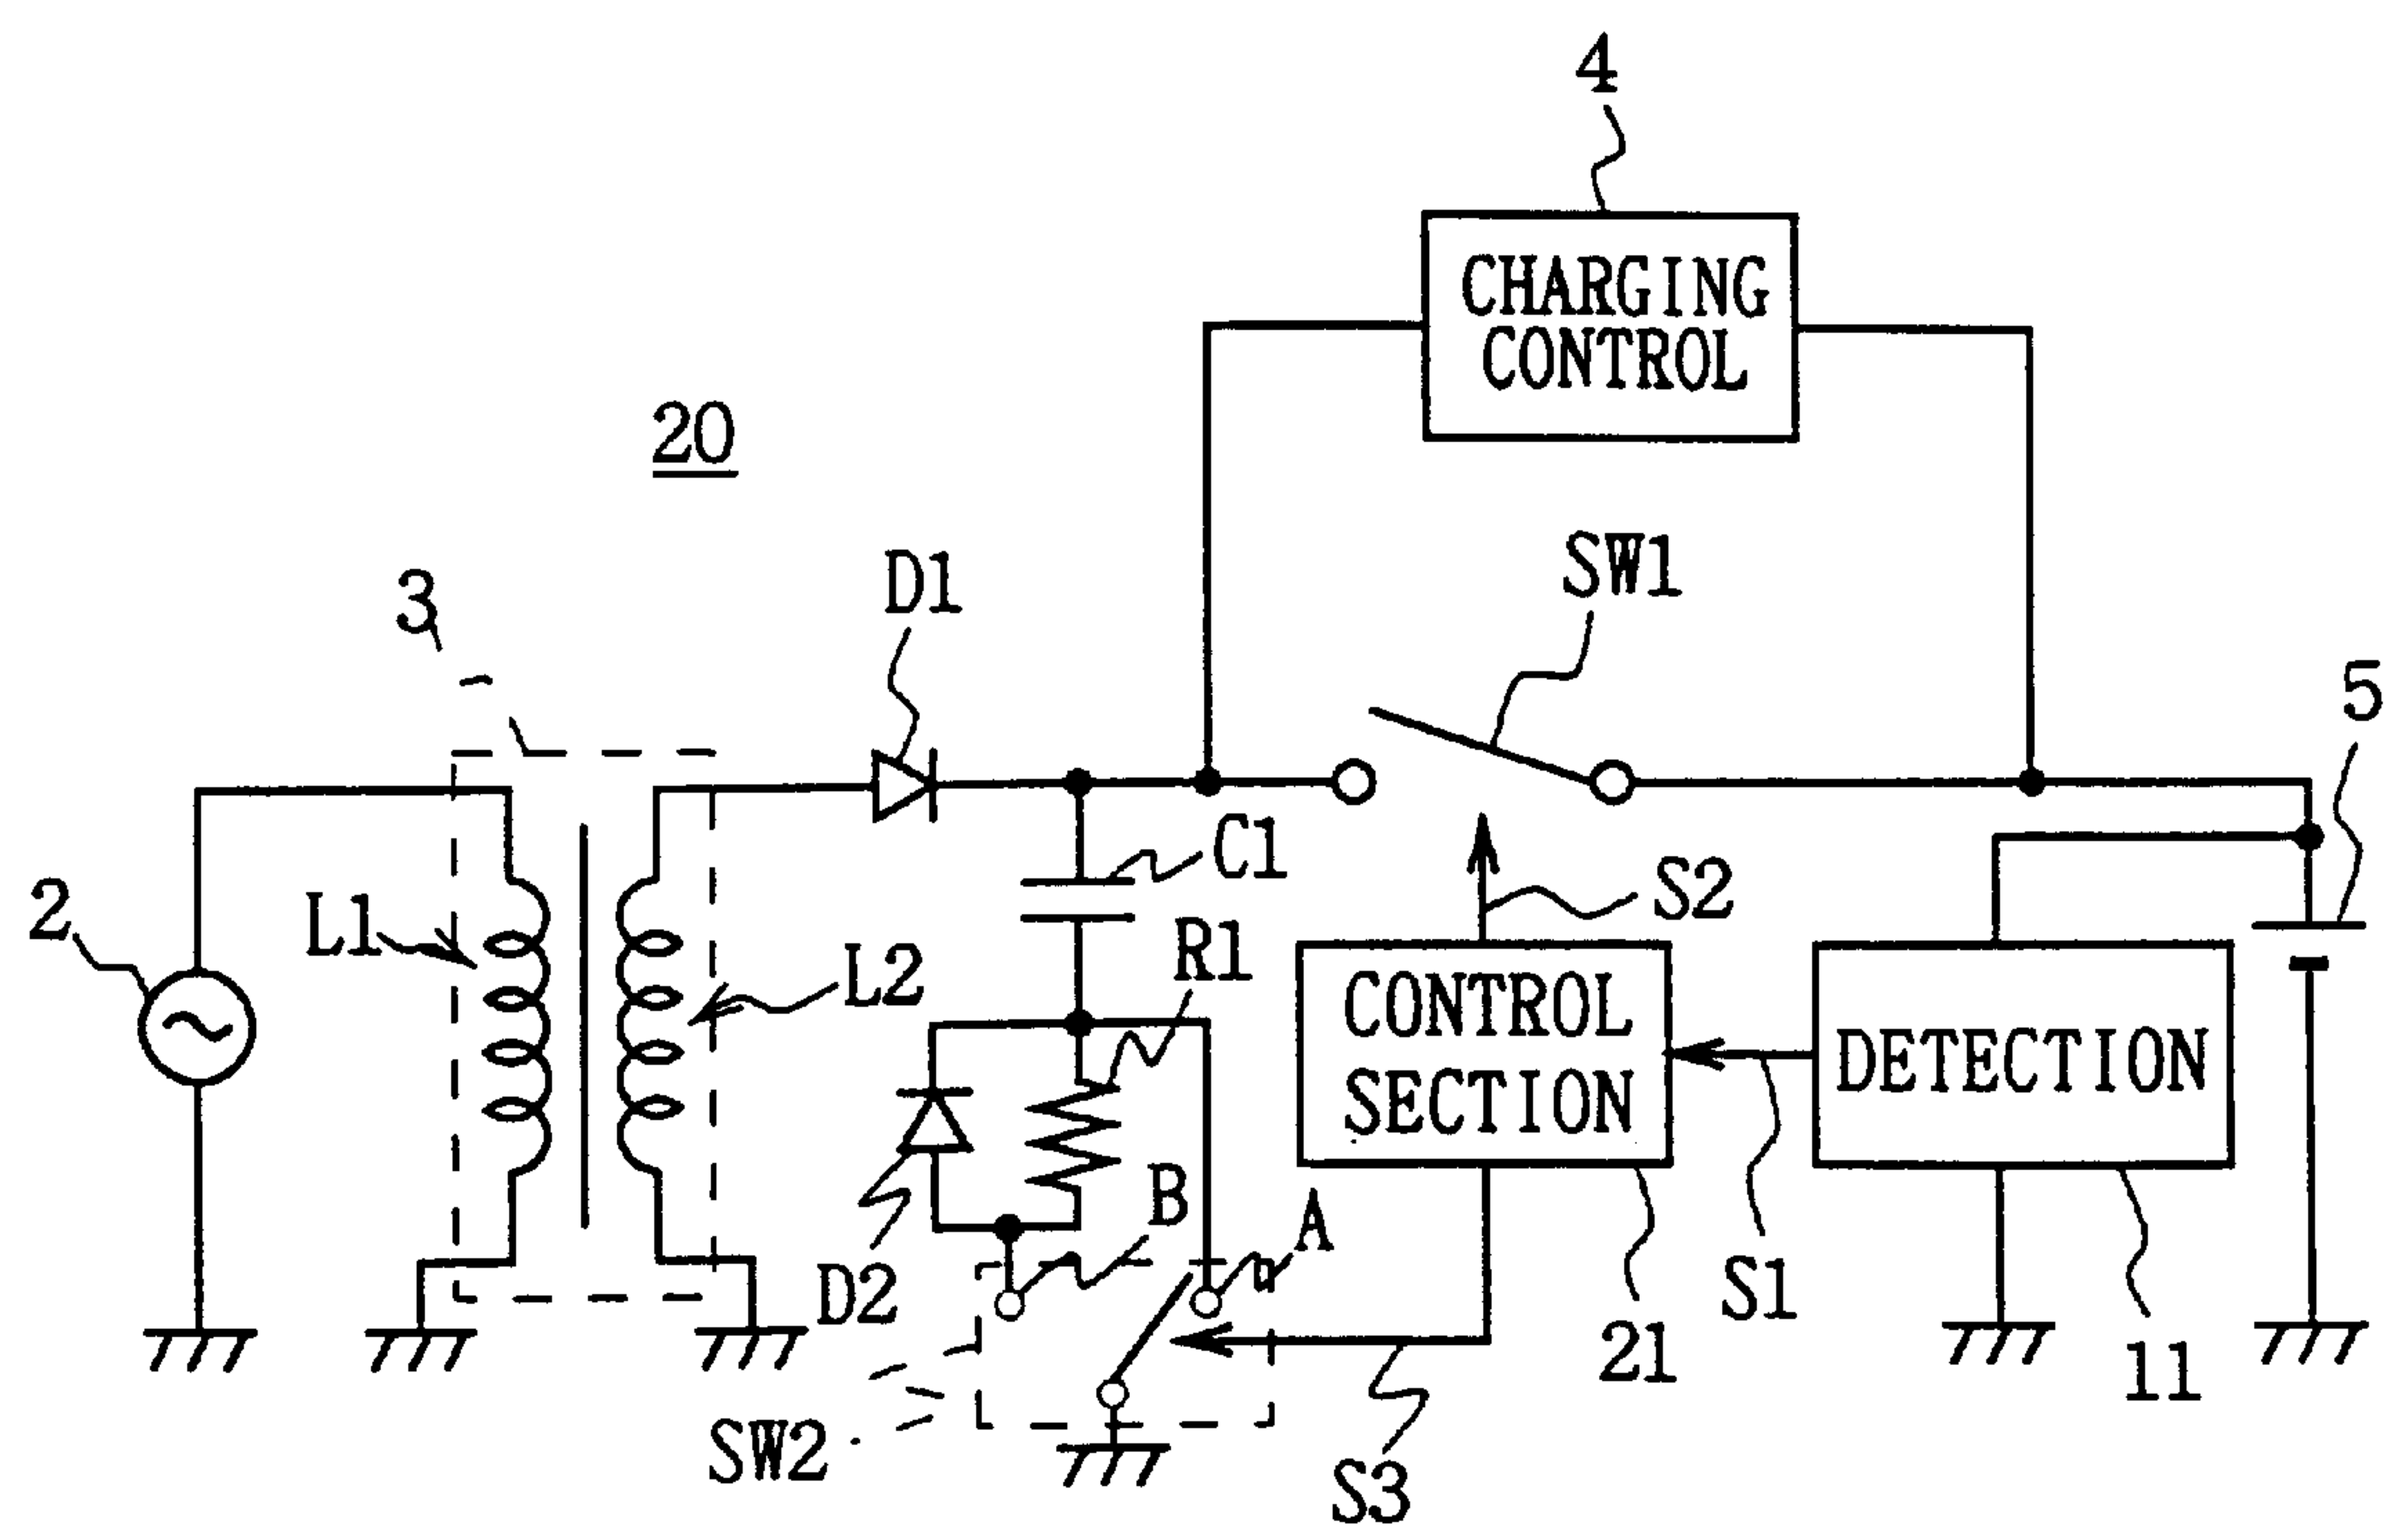 4
CHARGING
CONTROL
20
SW1
D1
3
5
C1
S2
2
L1
R1
L2
CONTROL
SECTION
DETECTION
B
A
D2
S1
21
11
SW2
S3